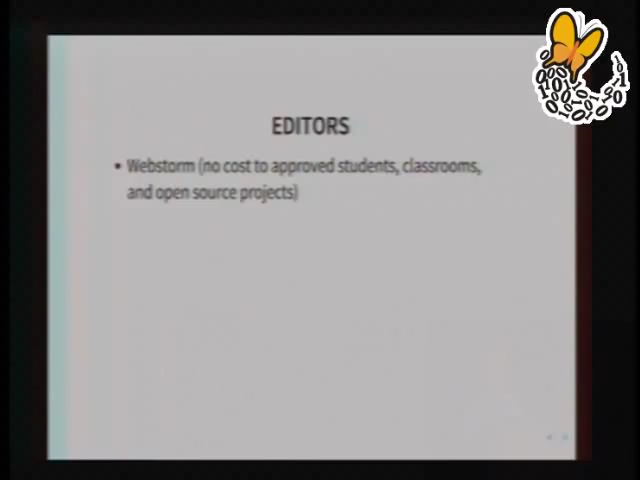 EDITORS
• Webstorm (no cost to approved students, classrooms,
and open source projects)